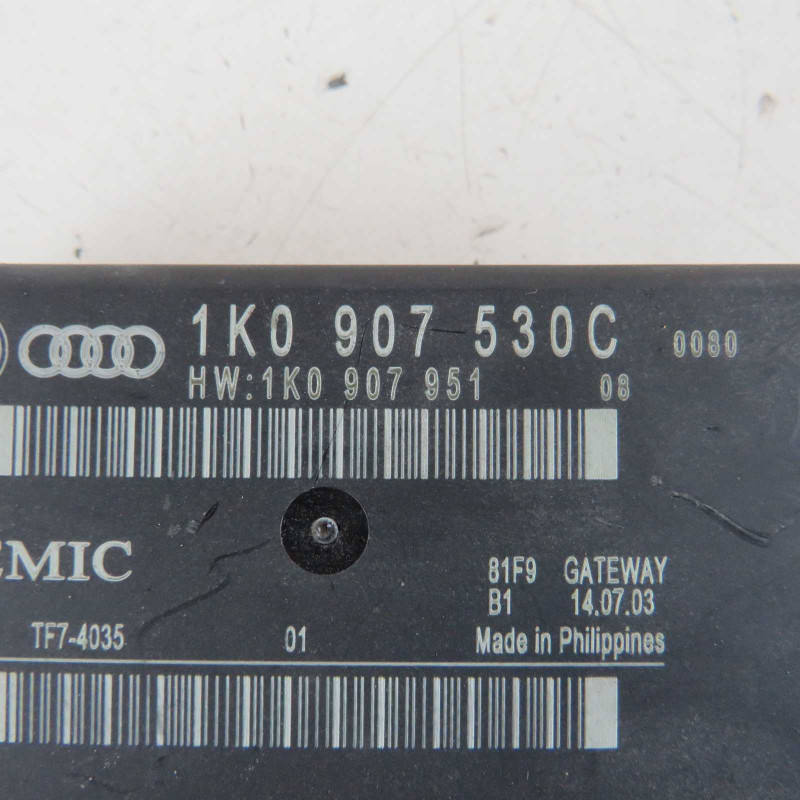 1K0 907 530C 0080
HW:1K0 907 951 08
EMIC
81F9 GATEWAY
B1 14.07.03
TF7-4035 01 Made in Philippines